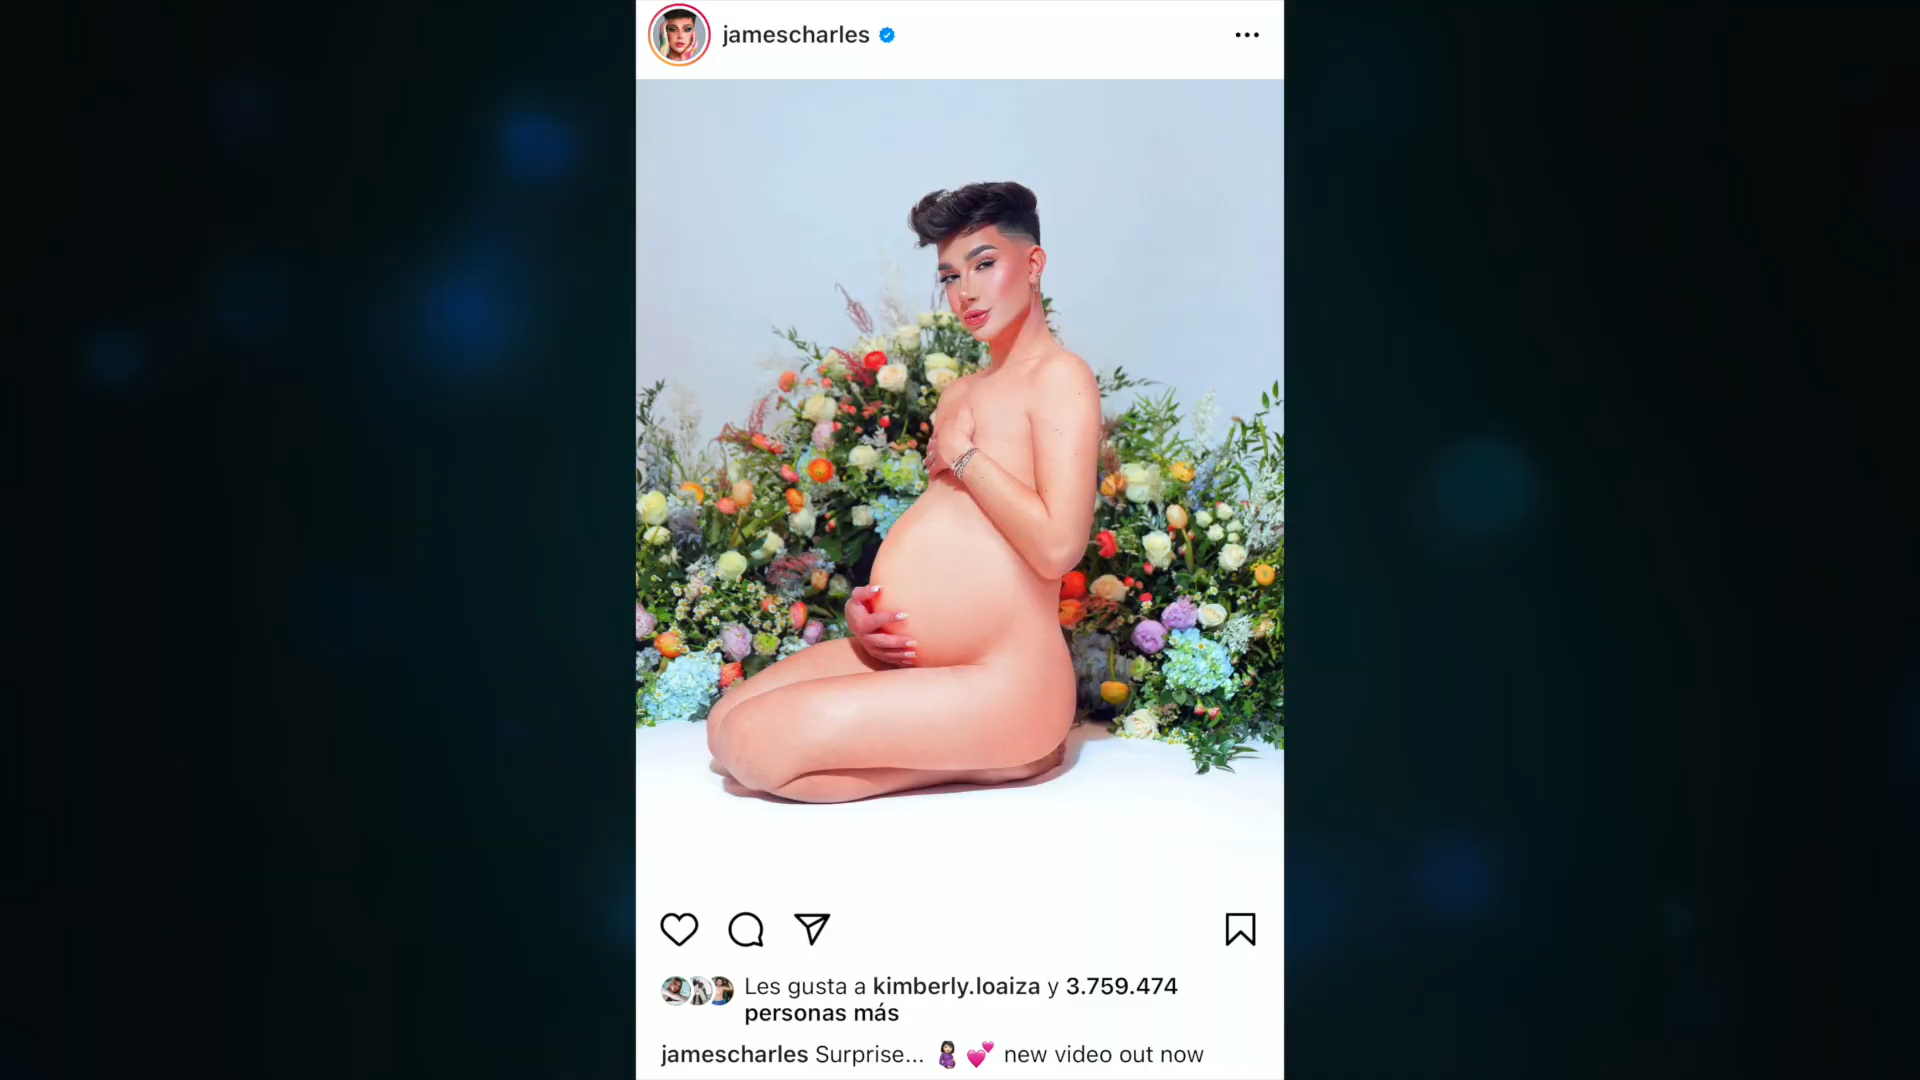 jamescharles
Les gusta a kimberly.loaiza y 3.759.474
personas más
jamescharles Surprise... 🤰🏻 💕 new video out now